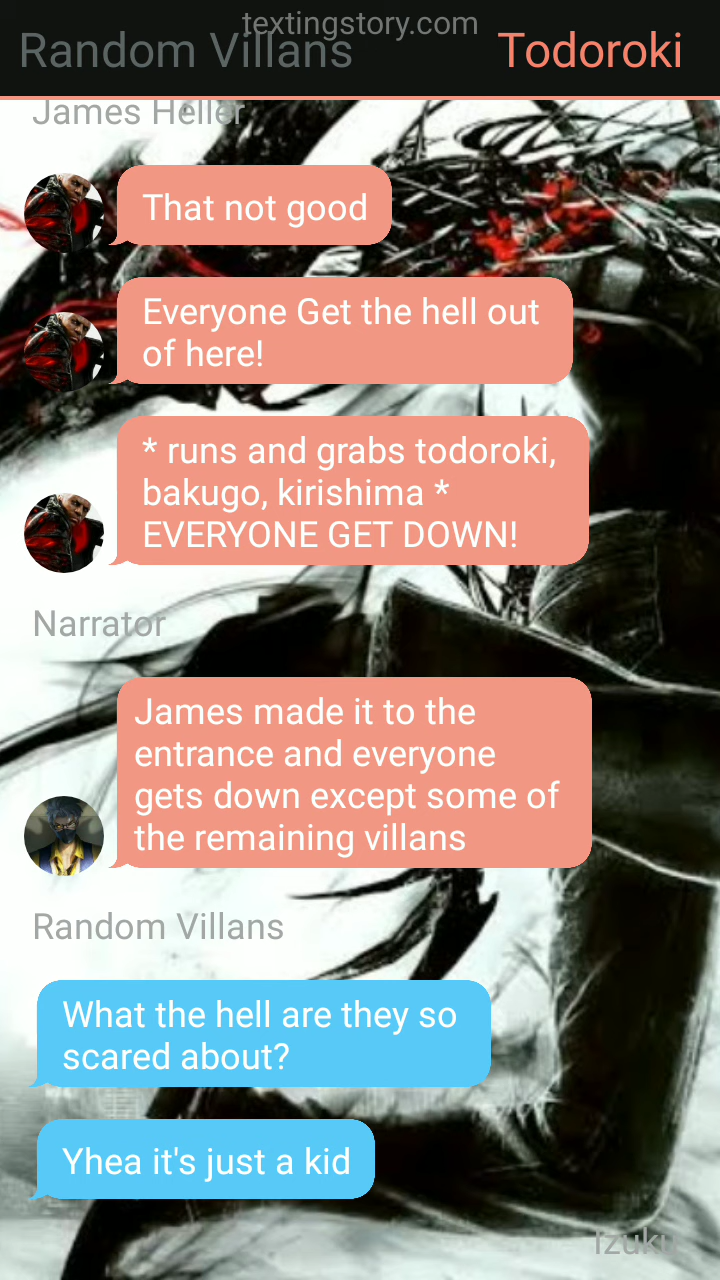 textingstory.com
Random Villans
Todoroki
James Heller
That not good
Everyone Get the hell out
of here!
* runs and grabs todoroki,
bakugo, kirishima *
EVERYONE GET DOWN!
Narrator
James made it to the
entrance and everyone
gets down except some of
the remaining villans
Random Villans
What the hell are they so
scared about?
Yhea it's just a kid
Izuku